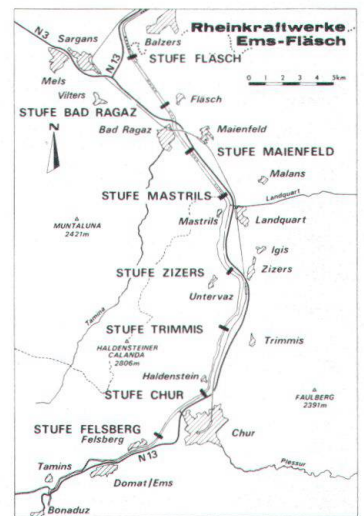 Rheinkraftwerke
Ems-Fläsch
0 1 2 3 4 5km
N3
Sargans
N13
Balzers
STUFE FLÄSCH
Mels
Vilters
Fläsch
STUFE BAD RAGAZ
N
Bad Ragaz
Maienfeld
STUFE MAIENFELD
Malans
Landquart
STUFE MASTRILS
Mastrils
Landquart
MUNTALUNA
2421m
Igis
STUFE ZIZERS
Zizers
Untervaz
Tamina
STUFE TRIMMIS
HALDENSTEINER
CALANDA
2806m
Trimmis
Haldenstein
FAULBERG
2391m
STUFE CHUR
STUFE FELSBERG
Felsberg
Chur
N13
Plessur
Tamins
Domat/Ems
Bonaduz